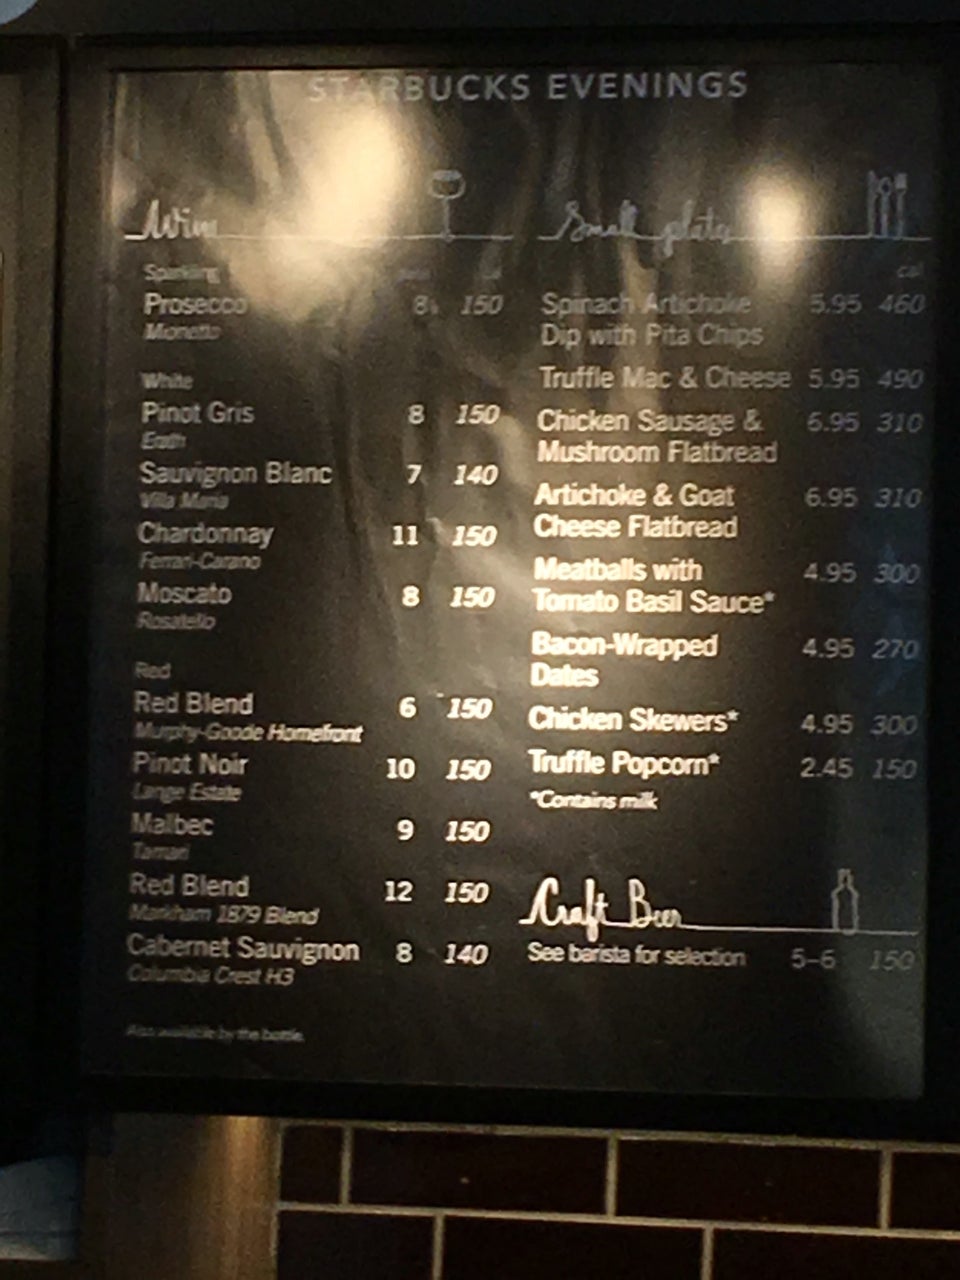 STARBUCKS EVENINGS
Wine
Sparkling
Prosecco 8 150
Mionetto
White
Pinot Gris 8 150
Erath
Sauvignon Blanc 7 140
Villa Maria
Chardonnay 11 150
Ferrari-Carano
Moscato 8 150
Rosatello
Red
Red Blend 6 150
Murphy-Goode Homefront
Pinot Noir 10 150
Lange Estate
Malbec 9 150
Tamari
Red Blend 12 150
Markham 1879 Blend
Cabernet Sauvignon 8 140
Columbia Crest H3
Also available by the bottle.
Small plates
cal
Spinach Artichoke 5.95 460
Dip with Pita Chips
Truffle Mac & Cheese 5.95 490
Chicken Sausage & 6.95 310
Mushroom Flatbread
Artichoke & Goat 6.95 310
Cheese Flatbread
Meatballs with 4.95 300
Tomato Basil Sauce*
Bacon-Wrapped 4.95 270
Dates
Chicken Skewers* 4.95 300
Truffle Popcorn* 2.45 150
*Contains milk
Craft Beer
See barista for selection 5–6 150